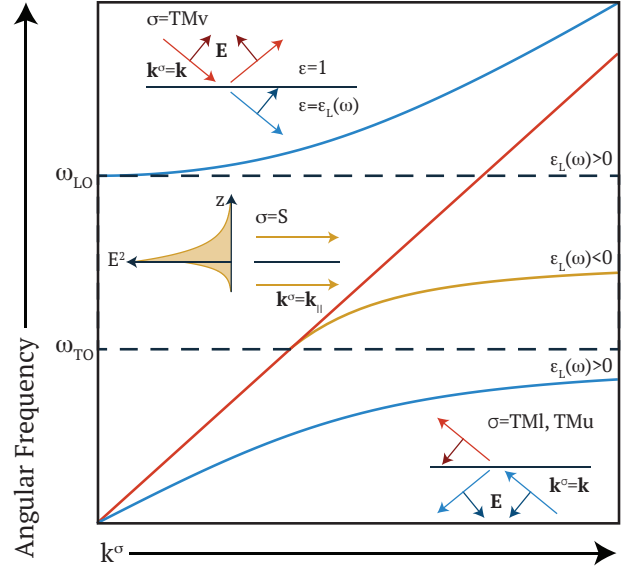 σ=TMv
E
k^σ=k
ε=1
ε=ε_L(ω)
ω_LO
ε_L(ω)>0
z
σ=S
E²
ε_L(ω)<0
k^σ=k_||
ω_TO
ε_L(ω)>0
σ=TMl, TMu
E
k^σ=k
Angular Frequency
k^σ